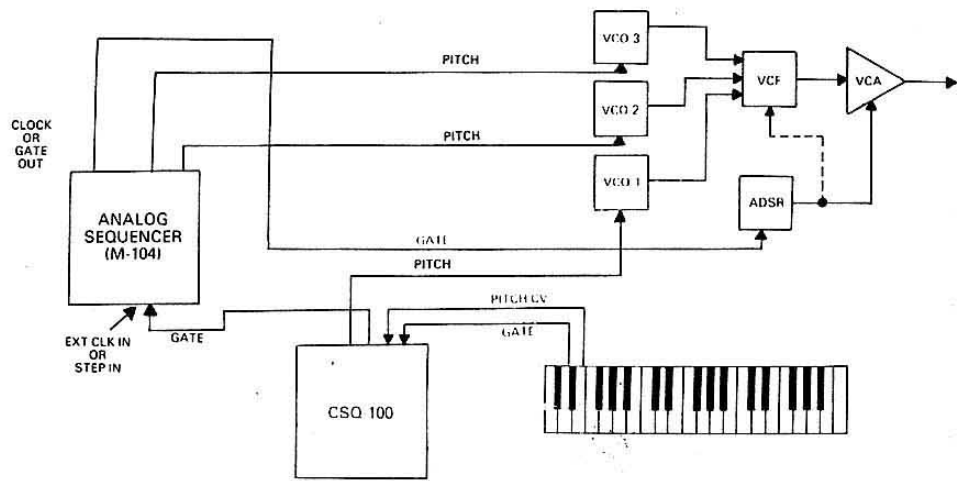 VCO 3
PITCH
VCF
VCA
VCO 2
CLOCK
OR
GATE
OUT
PITCH
VCO 1
ADSR
ANALOG
SEQUENCER
(M-104)
GATE
PITCH
PITCH CV
EXT CLK IN
OR
STEP IN
GATE
GATE
CSQ 100